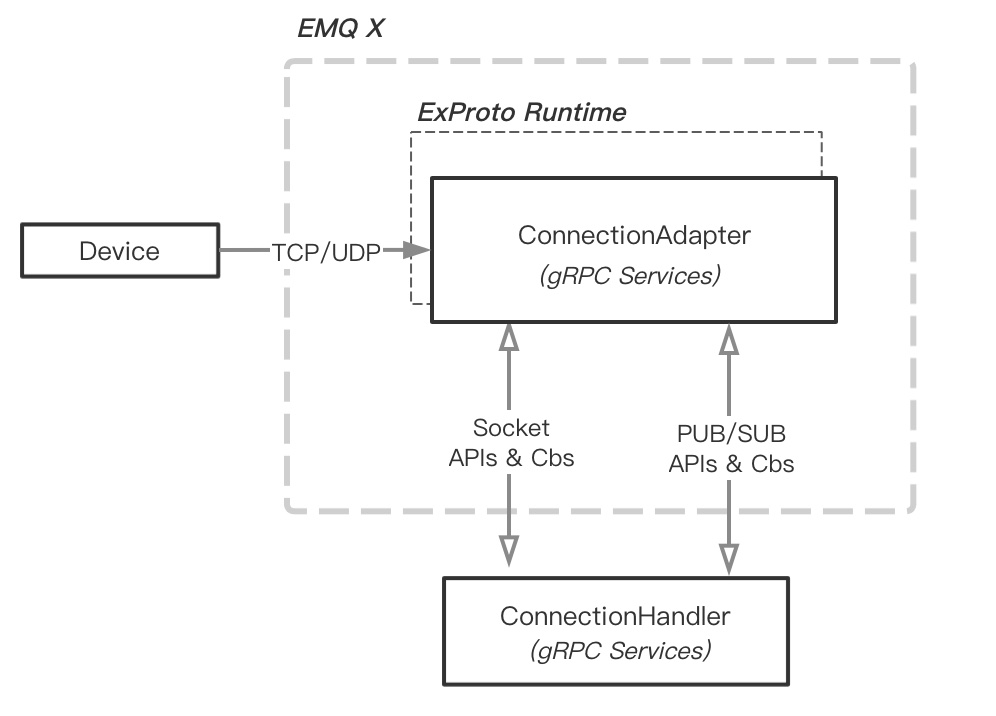 EMQ X
ExProto Runtime
ConnectionAdapter
(gRPC Services)
Device
TCP/UDP
Socket
APIs & Cbs
PUB/SUB
APIs & Cbs
ConnectionHandler
(gRPC Services)